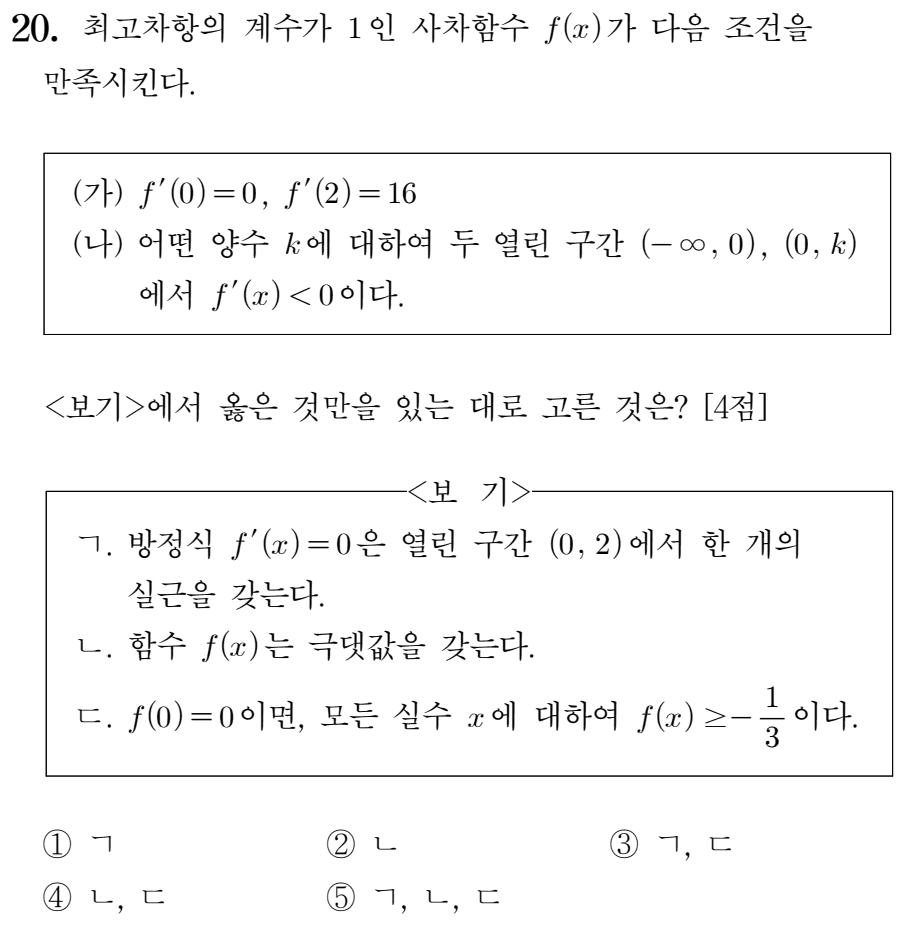 20. 최고차항의 계수가 1인 사차함수 f(x)가 다음 조건을
만족시킨다.
(가) f′(0)=0, f′(2)=16
(나) 어떤 양수 k에 대하여 두 열린 구간 (−∞, 0), (0, k)
에서 f′(x)<0이다.
<보기>에서 옳은 것만을 있는 대로 고른 것은? [4점]
<보 기>
ㄱ. 방정식 f′(x)=0은 열린 구간 (0, 2)에서 한 개의
실근을 갖는다.
ㄴ. 함수 f(x)는 극댓값을 갖는다.
ㄷ. f(0)=0이면, 모든 실수 x에 대하여 f(x)≥−1/3이다.
① ㄱ ② ㄴ ③ ㄱ, ㄷ
④ ㄴ, ㄷ ⑤ ㄱ, ㄴ, ㄷ